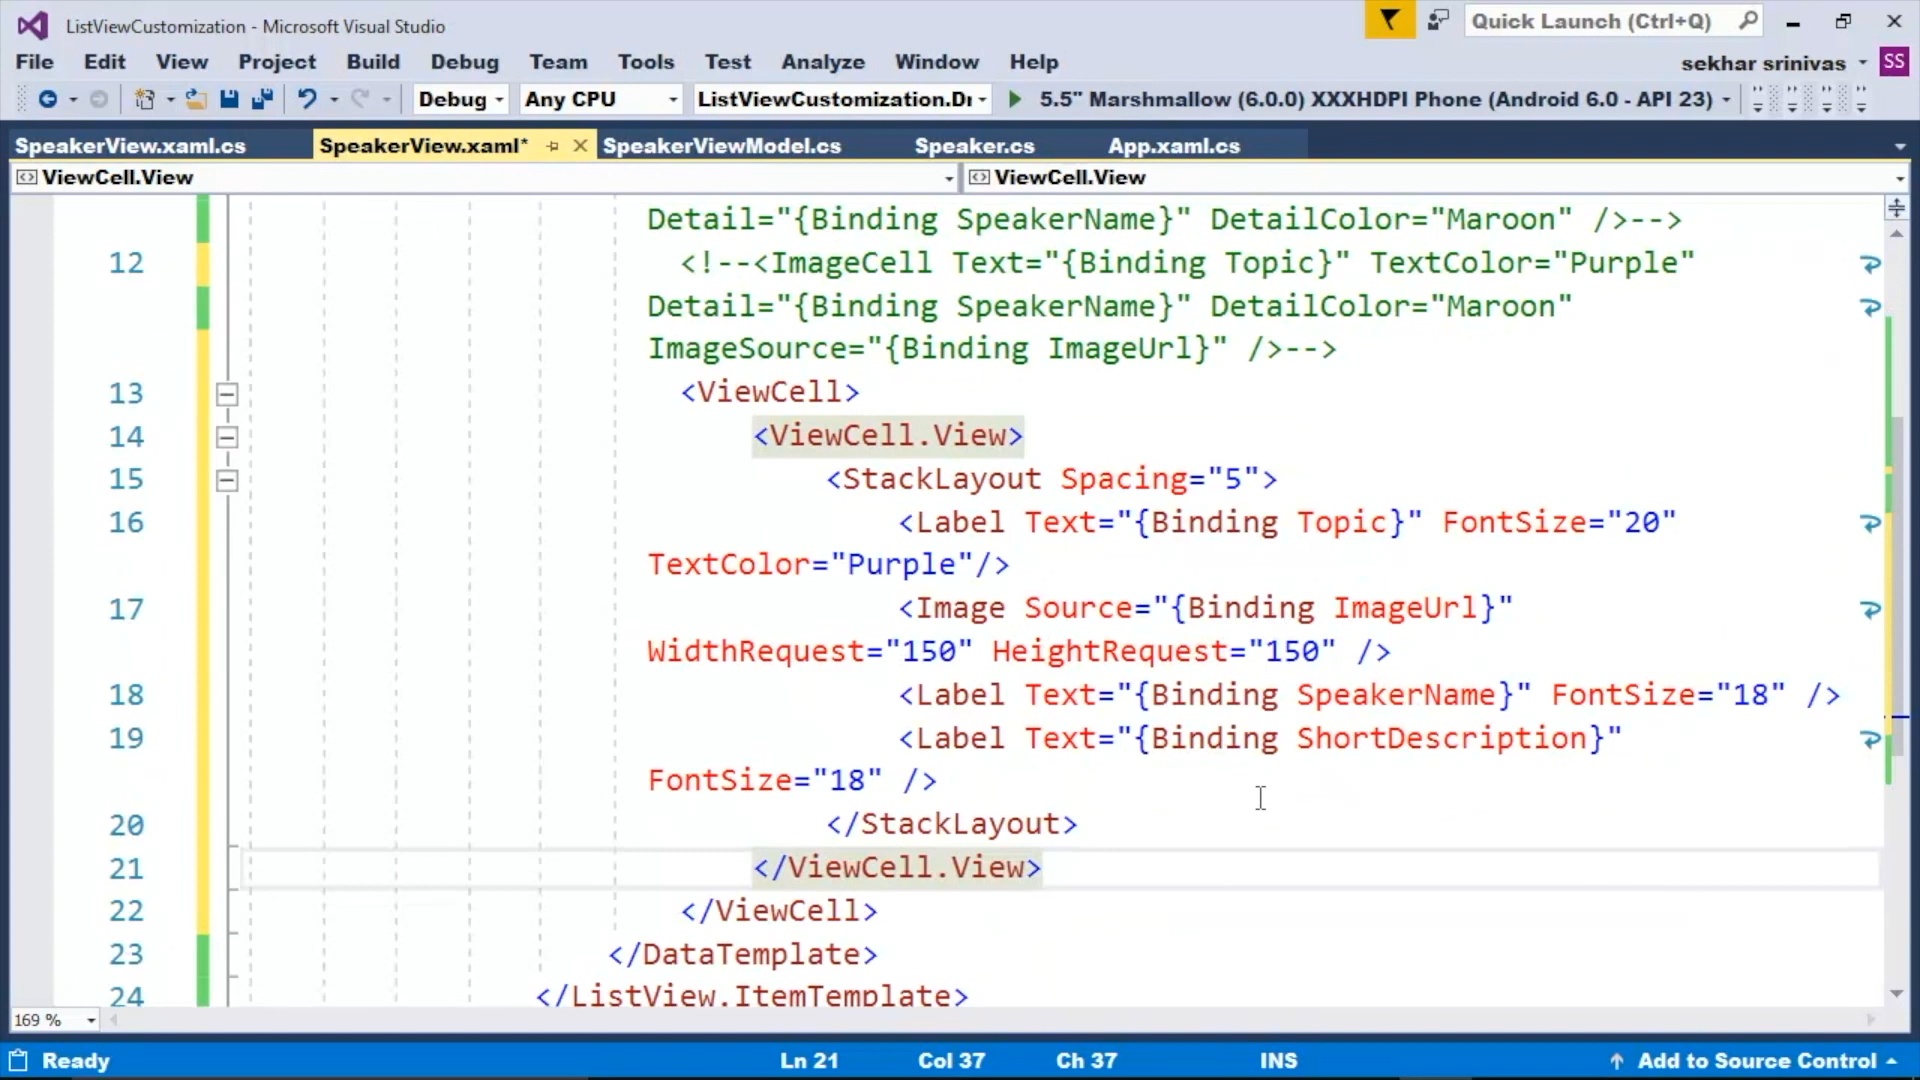 ListViewCustomization - Microsoft Visual Studio
Quick Launch (Ctrl+Q)
File Edit View Project Build Debug Team Tools Test Analyze Window Help
sekhar srinivas SS
Debug Any CPU ListViewCustomization.Dr 5.5" Marshmallow (6.0.0) XXXHDPI Phone (Android 6.0 - API 23)
SpeakerView.xaml.cs SpeakerView.xaml* SpeakerViewModel.cs Speaker.cs App.xaml.cs
ViewCell.View ViewCell.View
Detail="{Binding SpeakerName}" DetailColor="Maroon" />-->
12 <!--<ImageCell Text="{Binding Topic}" TextColor="Purple"
Detail="{Binding SpeakerName}" DetailColor="Maroon"
ImageSource="{Binding ImageUrl}" />-->
13 <ViewCell>
14 <ViewCell.View>
15 <StackLayout Spacing="5">
16 <Label Text="{Binding Topic}" FontSize="20"
TextColor="Purple"/>
17 <Image Source="{Binding ImageUrl}"
WidthRequest="150" HeightRequest="150" />
18 <Label Text="{Binding SpeakerName}" FontSize="18" />
19 <Label Text="{Binding ShortDescription}"
FontSize="18" />
20 </StackLayout>
21 </ViewCell.View>
22 </ViewCell>
23 </DataTemplate>
24 </ListView.ItemTemplate>
169 %
Ready Ln 21 Col 37 Ch 37 INS Add to Source Control